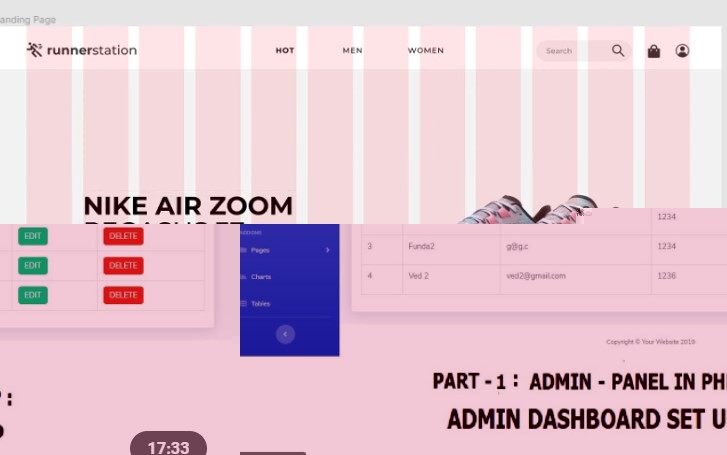 anding Page
runnerstation HOT MEN WOMEN Search
NIKE AIR ZOOM
EDIT DELETE
EDIT DELETE
EDIT DELETE
Pages
Charts
Tables
1234
3 Funda2 g@g.c 1234
4 Ved 2 ved2@gmail.com 1236
Copyright © Your Website 2019
PART - 1 : ADMIN - PANEL IN PH
ADMIN DASHBOARD SET U
17:33